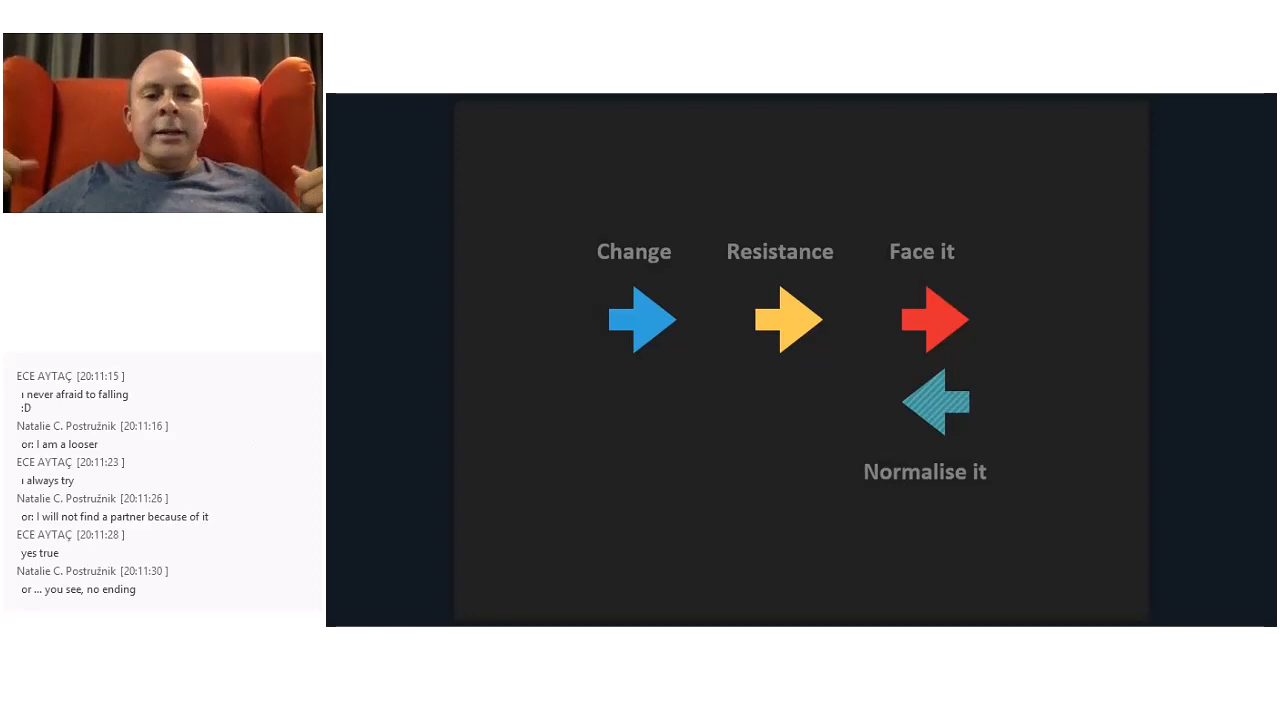 Change Resistance Face it
Normalise it
ECE AYTAÇ [20:11:15 ]
ı never afraid to falling
:D
Natalie C. Postružnik [20:11:16 ]
or: I am a looser
ECE AYTAÇ [20:11:23 ]
ı always try
Natalie C. Postružnik [20:11:26 ]
or: I will not find a partner because of it
ECE AYTAÇ [20:11:28 ]
yes true
Natalie C. Postružnik [20:11:30 ]
or ... you see, no ending